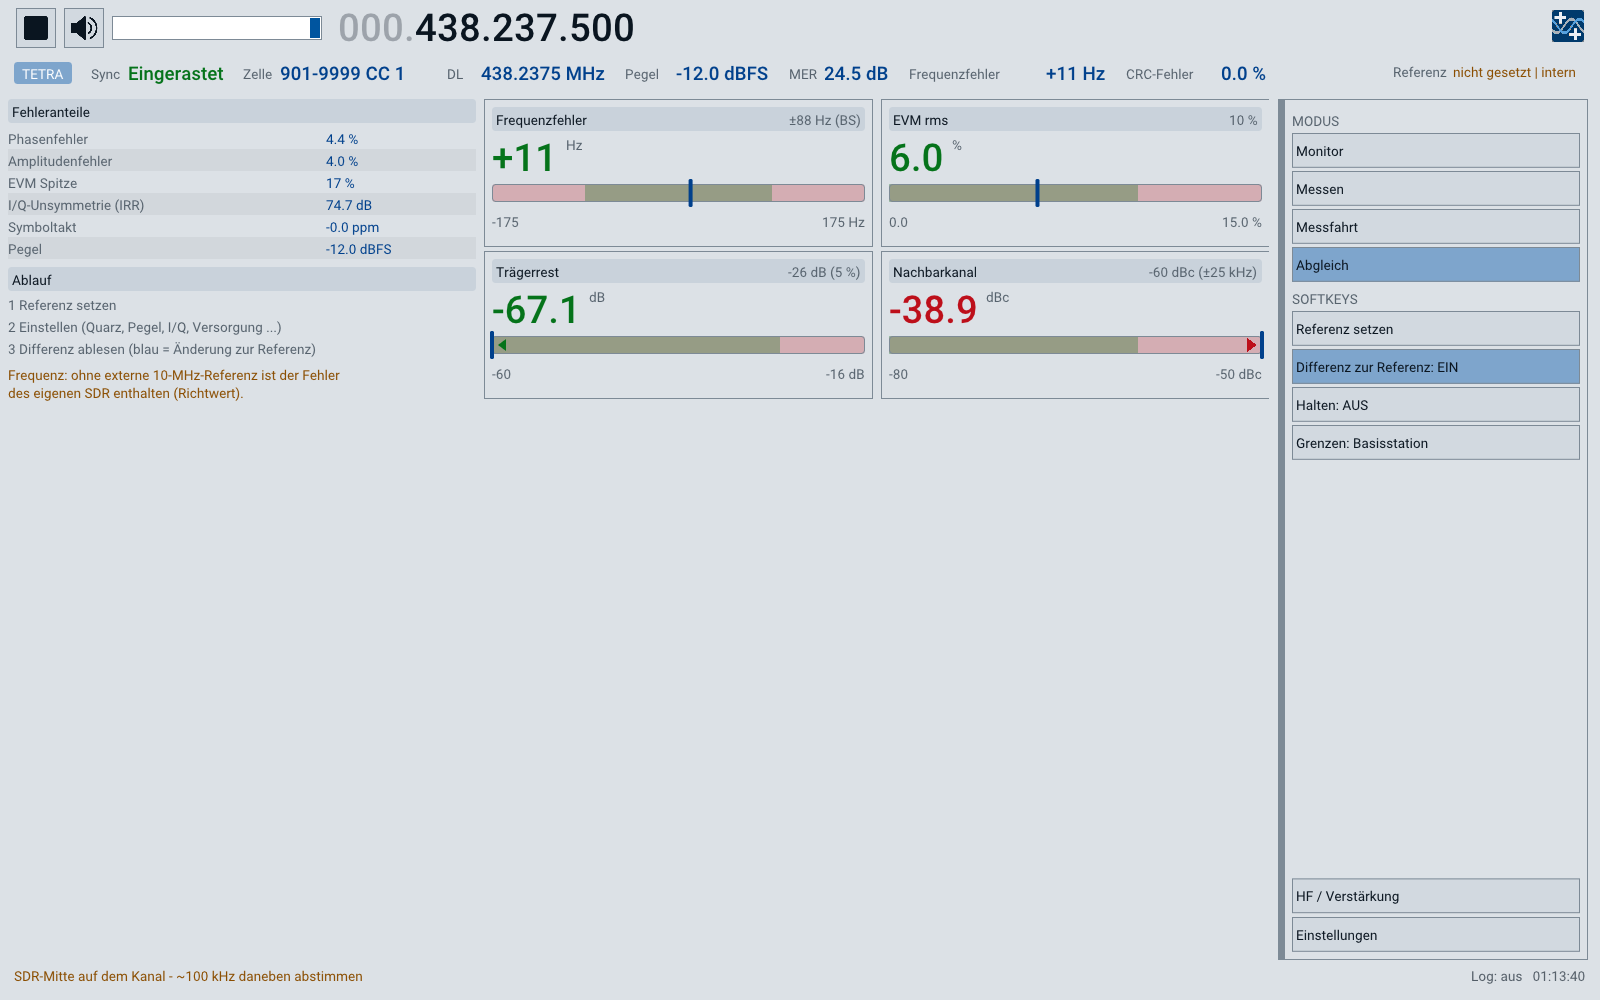 000.438.237.500
TETRA Sync Eingerastet Zelle 901-9999 CC 1 DL 438.2375 MHz Pegel -12.0 dBFS MER 24.5 dB Frequenzfehler +11 Hz CRC-Fehler 0.0 % Referenz nicht gesetzt | intern
Fehleranteile
Phasenfehler 4.4 %
Amplitudenfehler 4.0 %
EVM Spitze 17 %
I/Q-Unsymmetrie (IRR) 74.7 dB
Symboltakt -0.0 ppm
Pegel -12.0 dBFS
Ablauf
1 Referenz setzen
2 Einstellen (Quarz, Pegel, I/Q, Versorgung ...)
3 Differenz ablesen (blau = Änderung zur Referenz)
Frequenz: ohne externe 10-MHz-Referenz ist der Fehler
des eigenen SDR enthalten (Richtwert).
Frequenzfehler ±88 Hz (BS)
+11 Hz
-175 175 Hz
EVM rms 10 %
6.0 %
0.0 15.0 %
Trägerrest -26 dB (5 %)
-67.1 dB
-60 -16 dB
Nachbarkanal -60 dBc (±25 kHz)
-38.9 dBc
-80 -50 dBc
MODUS
Monitor
Messen
Messfahrt
Abgleich
SOFTKEYS
Referenz setzen
Differenz zur Referenz: EIN
Halten: AUS
Grenzen: Basisstation
HF / Verstärkung
Einstellungen
SDR-Mitte auf dem Kanal - ~100 kHz daneben abstimmen
Log: aus 01:13:40